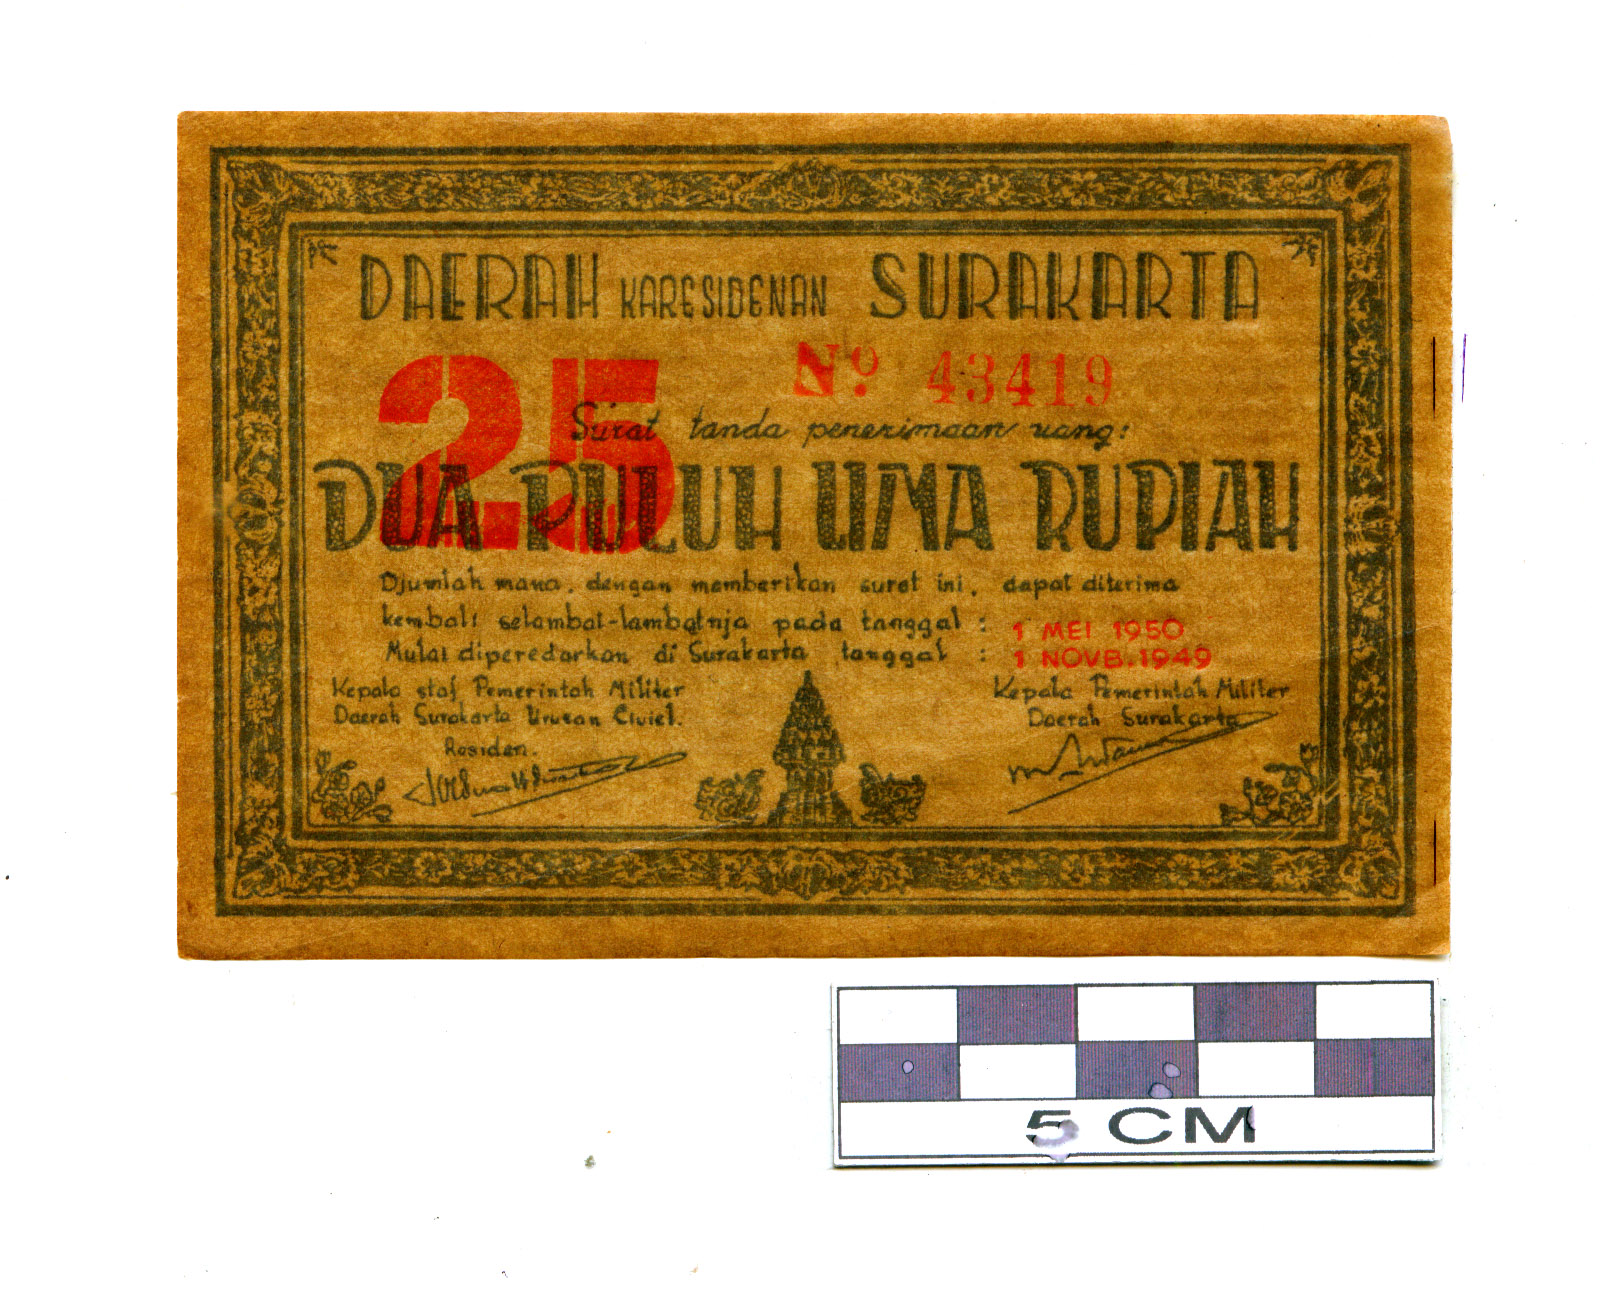 DAERAH KARESIDENAN SURAKARTA
25
No. 43419
Surat tanda penerimaan uang:
DUA PULUH LIMA RUPIAH
Djumlah mana, dengan memberikan surat ini, dapat diterima
kembali selambat-lambatnja pada tanggal : 1 MEI 1950
Mulai diperedarkan di Surakarta tanggal : 1 NOVB. 1949
Kepala staf Pemerintah Militer
Daerah Surakarta Urusan Civiel.
Residen.
Kepala Pemerintah Militer
Daerah Surakarta
5 CM